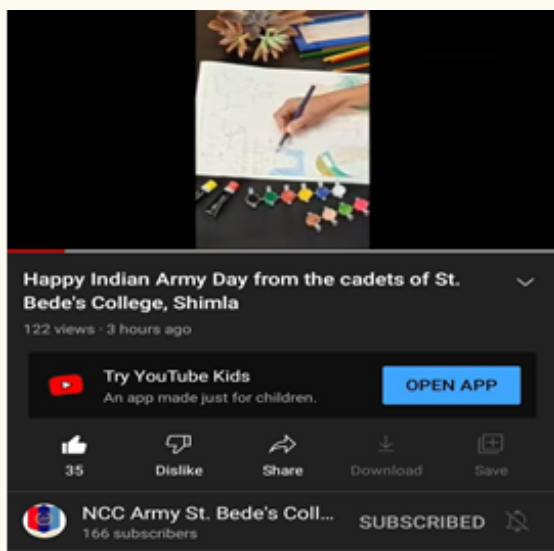 Happy Indian Army Day from the cadets of St.
Bede's College, Shimla
122 views · 3 hours ago
Try YouTube Kids
An app made just for children.
OPEN APP
35
Dislike
Share
Download
Save
NCC Army St. Bede's Coll...
166 subscribers
SUBSCRIBED